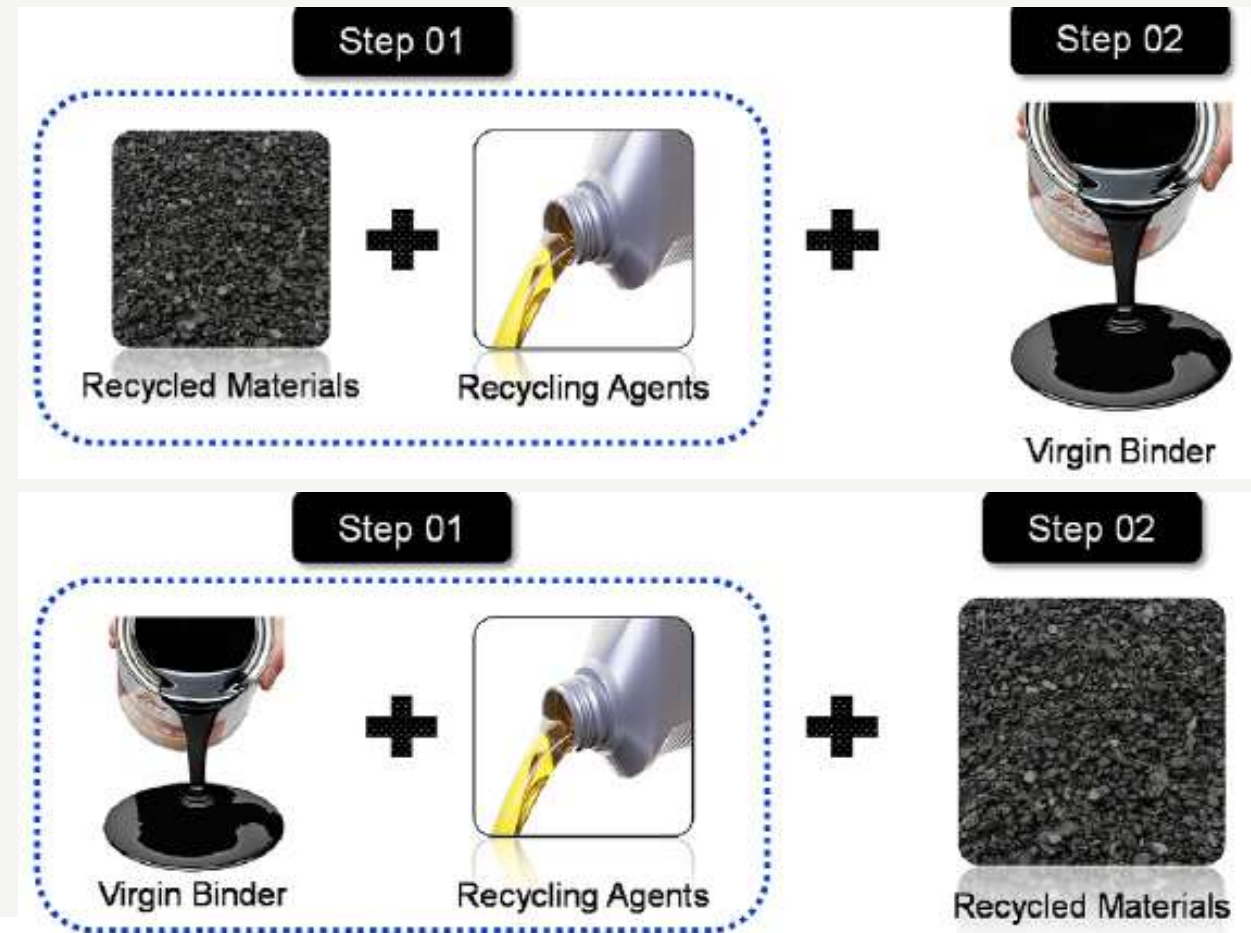 Step 01
Step 02
Recycled Materials
Recycling Agents
Virgin Binder
Step 01
Step 02
Virgin Binder
Recycling Agents
Recycled Materials